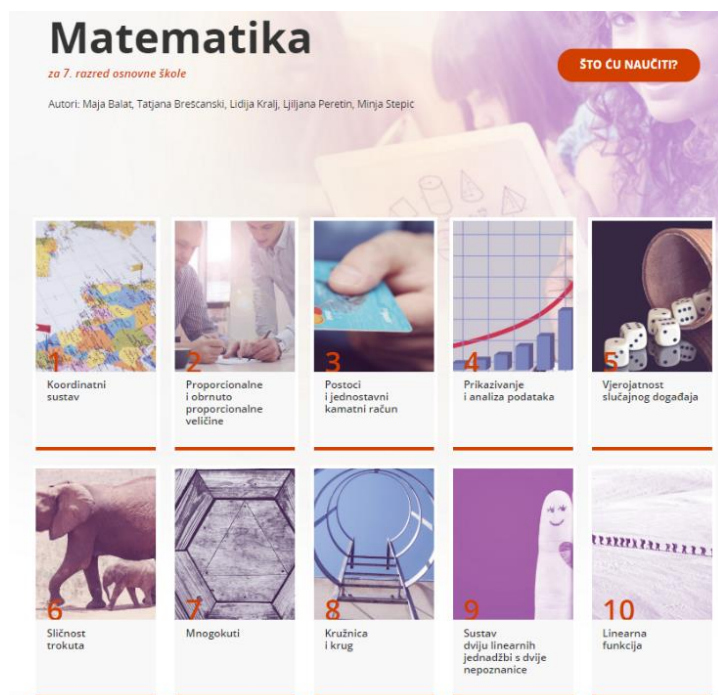 Matematika
za 7. razred osnovne škole
ŠTO ĆU NAUČITI?
Autori: Maja Balat, Tatjana Breščanski, Lidija Kralj, Ljiljana Peretin, Minja Stepić
1
Koordinatni
sustav
2
Proporcionalne
i obrnuto
proporcionalne
veličine
3
Postoci
i jednostavni
kamatni račun
4
Prikazivanje
i analiza podataka
5
Vjerojatnost
slučajnog događaja
6
Sličnost
trokuta
7
Mnogokuti
8
Kružnica
i krug
9
Sustav
dviju linearnih
jednadžbi s dvije
nepoznanice
10
Linearna
funkcija